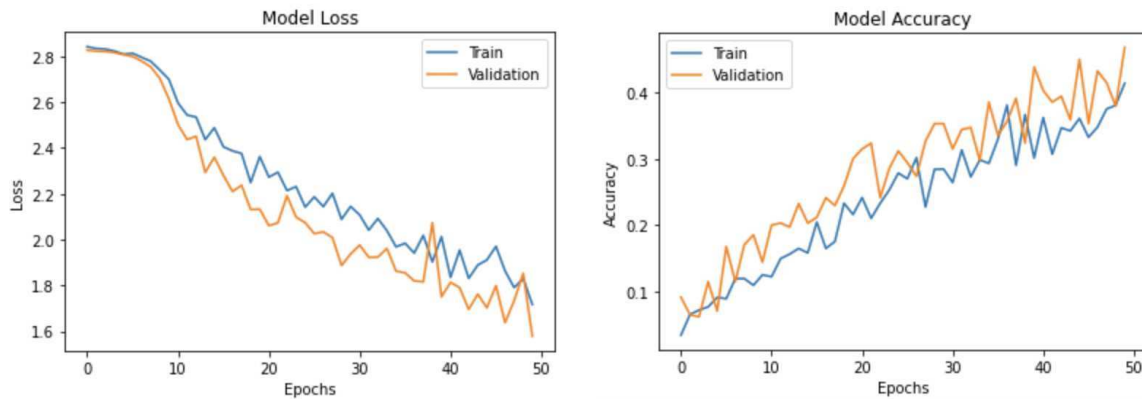 Model Loss
Train
Validation
2.8
2.6
2.4
2.2
2.0
1.8
1.6
Loss
0
10
20
30
40
50
Epochs
Model Accuracy
Train
Validation
0.4
0.3
0.2
0.1
Accuracy
0
10
20
30
40
50
Epochs